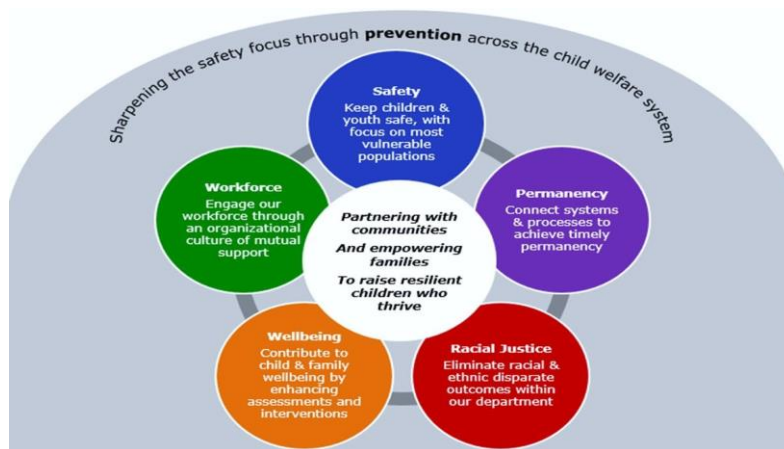 Sharpening the safety focus through prevention across the child welfare system
Safety
Keep children &
youth safe, with
focus on most
vulnerable
populations
Workforce
Engage our
workforce through
an organizational
culture of mutual
support
Permanency
Connect systems
& processes to
achieve timely
permanency
Partnering with
communities
And empowering
families
To raise resilient
children who
thrive
Wellbeing
Contribute to
child & family
wellbeing by
enhancing
assessments and
interventions
Racial Justice
Eliminate racial &
ethnic disparate
outcomes within
our department